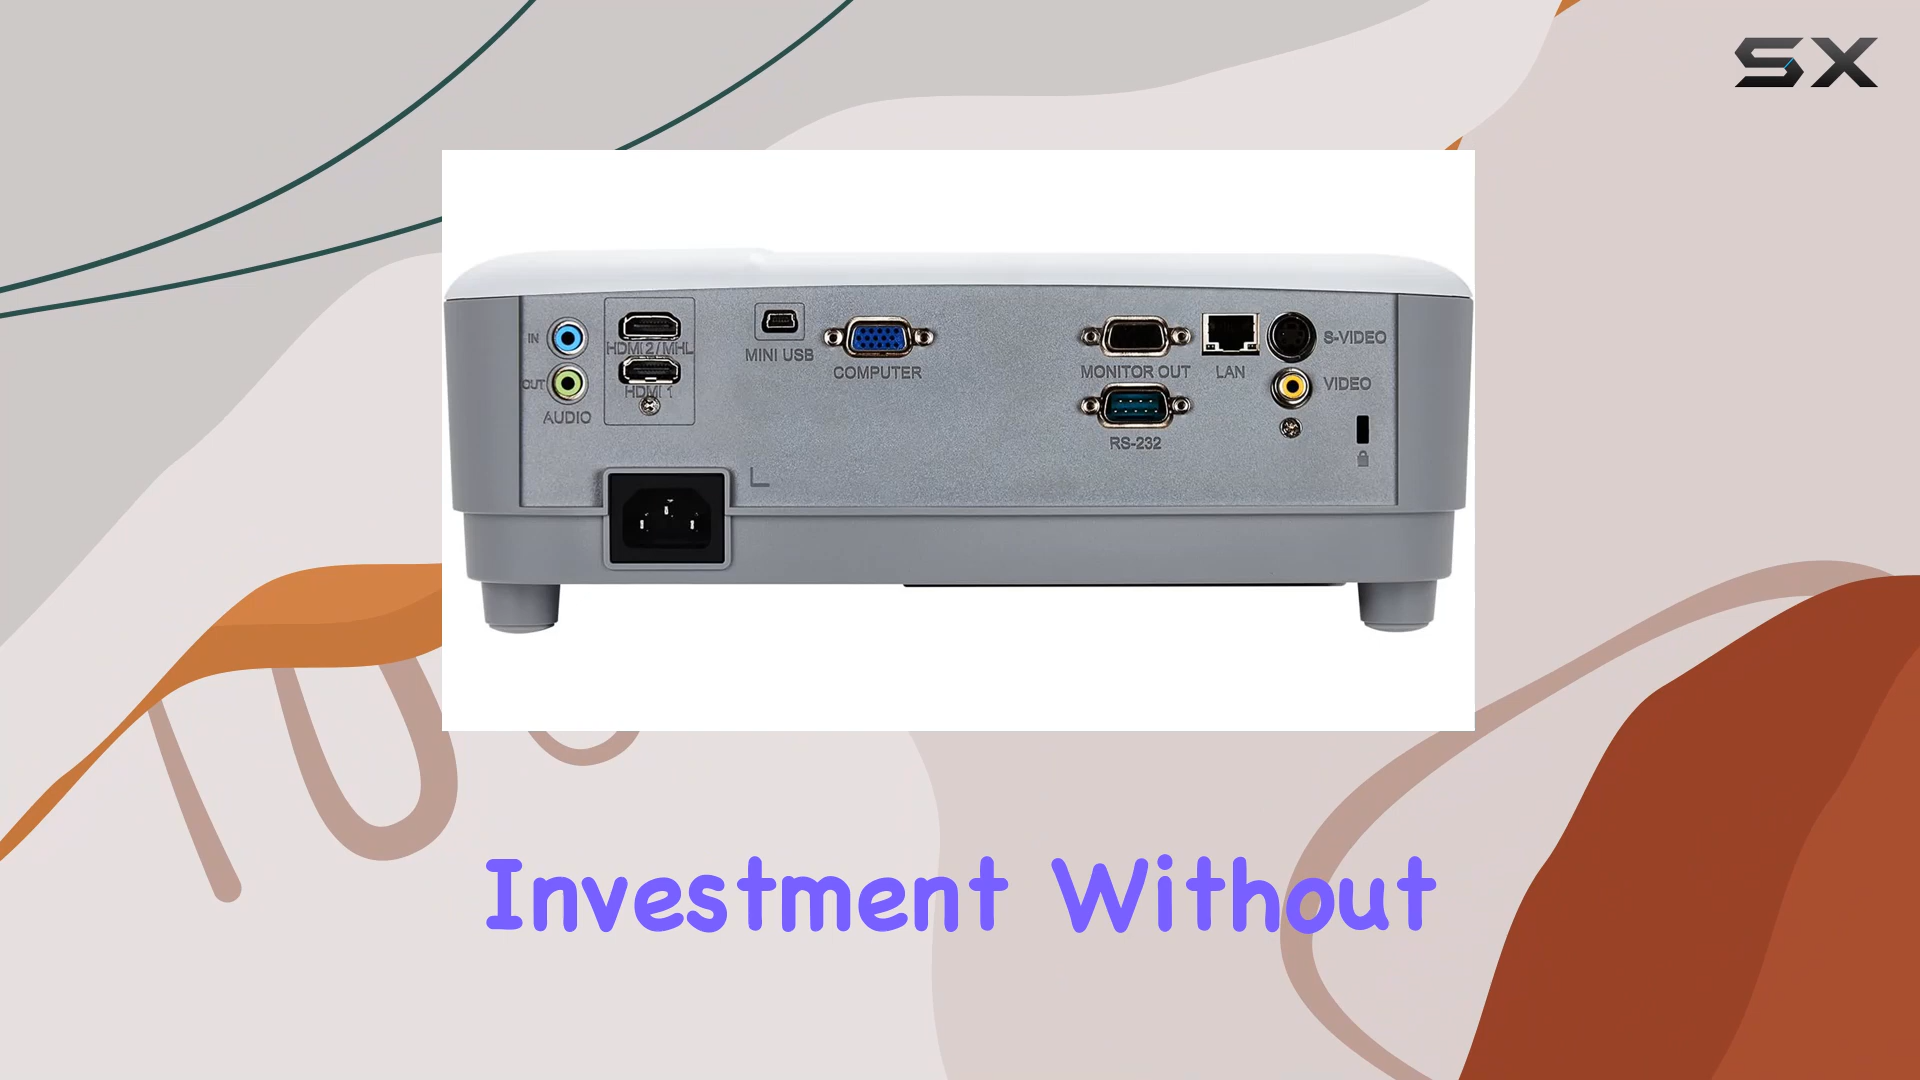 SX
IN
OUT
AUDIO
HDMI 2 / MHL
HDMI 1
MINI USB
COMPUTER
MONITOR OUT
RS-232
LAN
S-VIDEO
VIDEO
Investment Without